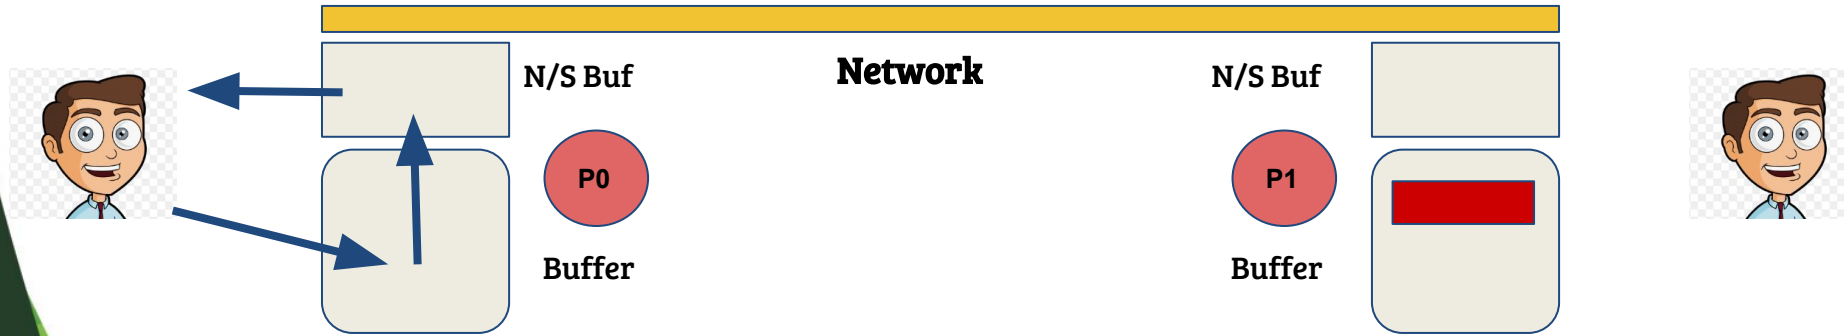 N/S Buf
Network
N/S Buf
P0
P1
Buffer
Buffer